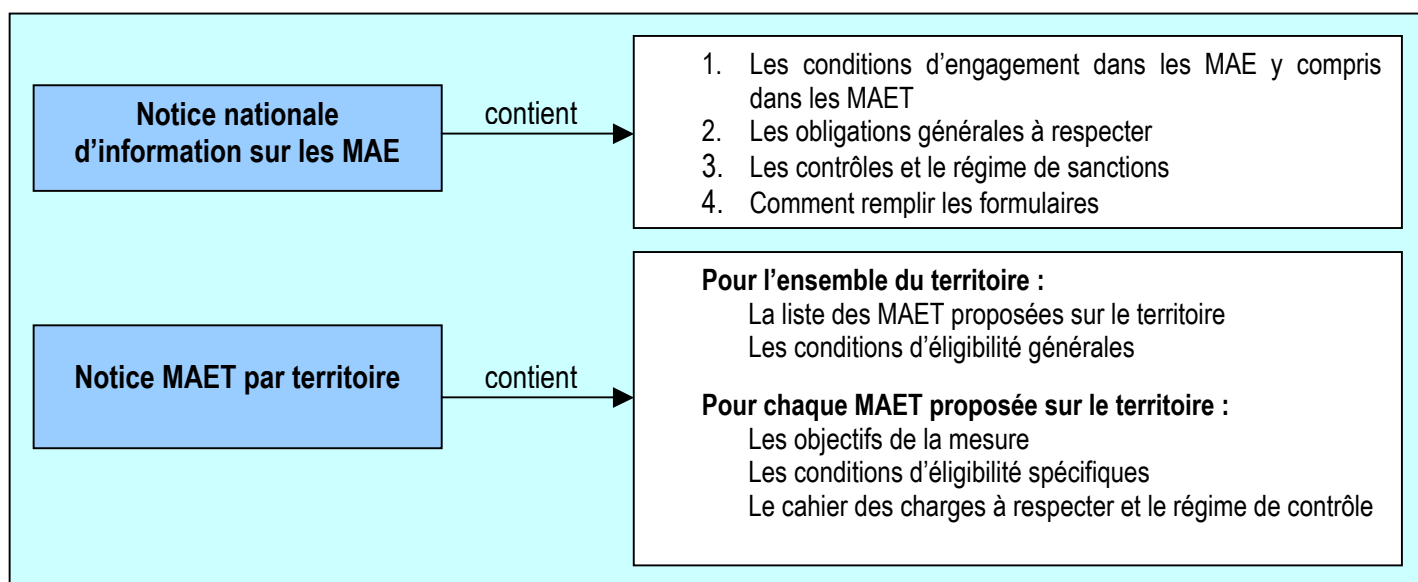 Notice nationale
d’information sur les MAE
contient
1. Les conditions d’engagement dans les MAE y compris
dans les MAET
2. Les obligations générales à respecter
3. Les contrôles et le régime de sanctions
4. Comment remplir les formulaires
Notice MAET par territoire
contient
Pour l’ensemble du territoire :
La liste des MAET proposées sur le territoire
Les conditions d’éligibilité générales
Pour chaque MAET proposée sur le territoire :
Les objectifs de la mesure
Les conditions d’éligibilité spécifiques
Le cahier des charges à respecter et le régime de contrôle